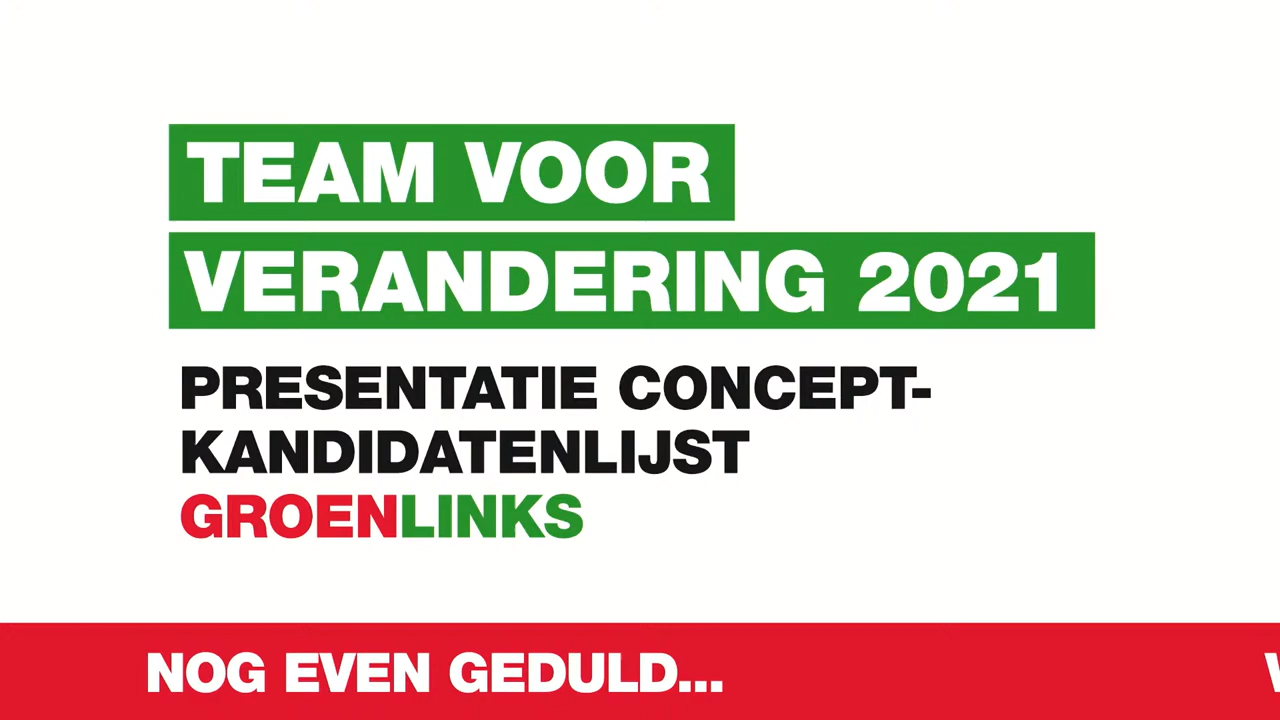 TEAM VOOR
VERANDERING 2021
PRESENTATIE CONCEPT-
KANDIDATENLIJST
GROENLINKS
NOG EVEN GEDULD...